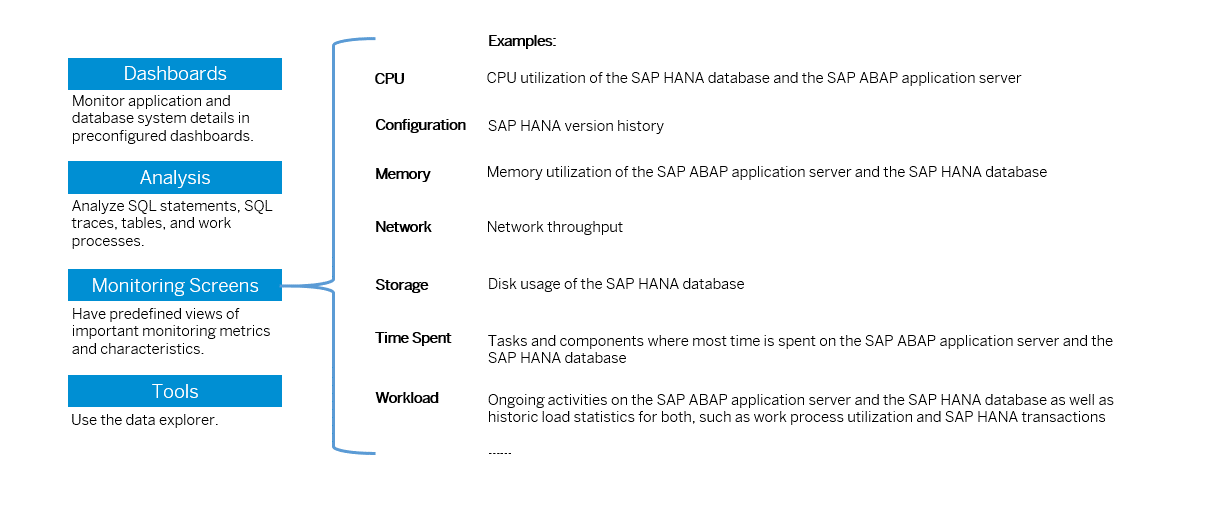 Dashboards
Monitor application and
database system details in
preconfigured dashboards.
Analysis
Analyze SQL statements, SQL
traces, tables, and work
processes.
Monitoring Screens
Have predefined views of
important monitoring metrics
and characteristics.
Tools
Use the data explorer.
Examples:
CPU CPU utilization of the SAP HANA database and the SAP ABAP application server
Configuration SAP HANA version history
Memory Memory utilization of the SAP ABAP application server and the SAP HANA database
Network Network throughput
Storage Disk usage of the SAP HANA database
Time Spent Tasks and components where most time is spent on the SAP ABAP application server and the
SAP HANA database
Workload Ongoing activities on the SAP ABAP application server and the SAP HANA database as well as
historic load statistics for both, such as work process utilization and SAP HANA transactions
......